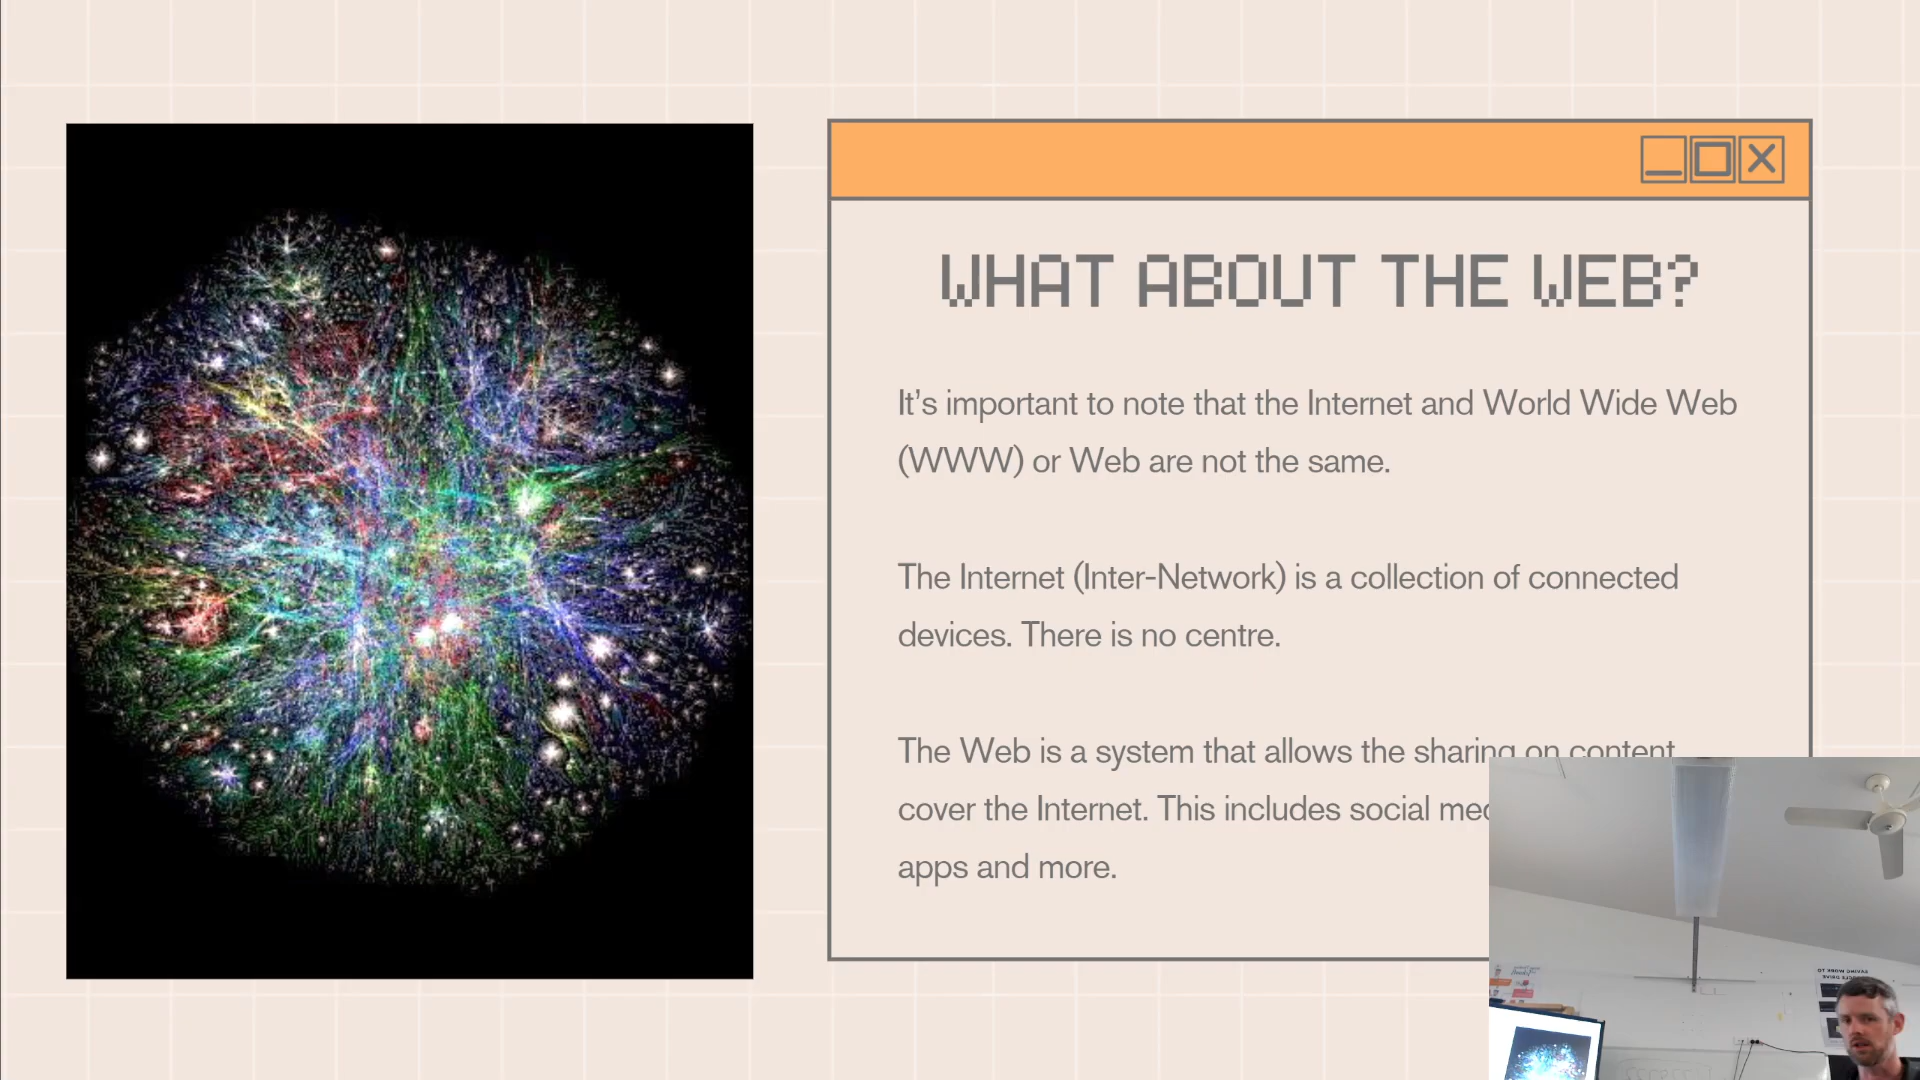 WHAT ABOUT THE WEB?
It's important to note that the Internet and World Wide Web
(WWW) or Web are not the same.
The Internet (Inter-Network) is a collection of connected
devices. There is no centre.
The Web is a system that allows the sharing on content
cover the Internet. This includes social
apps and more.